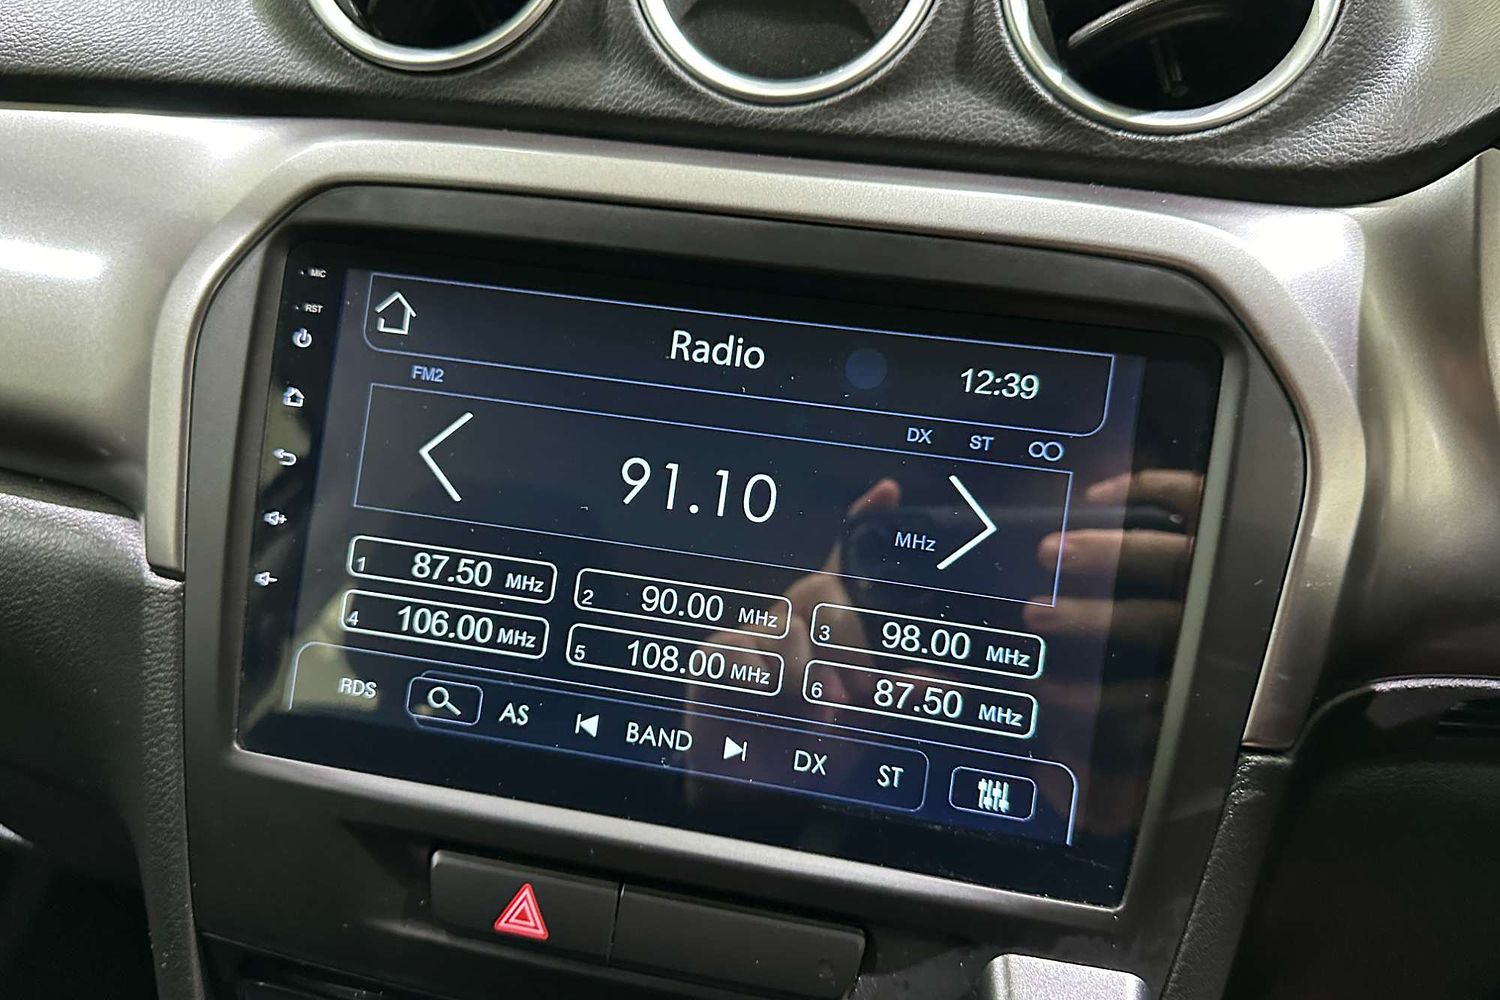 MIC
RST
Radio
12:39
FM2
DX ST
91.10
MHz
1 87.50 MHz
2 90.00 MHz
3 98.00 MHz
4 106.00 MHz
5 108.00 MHz
6 87.50 MHz
RDS AS BAND DX ST